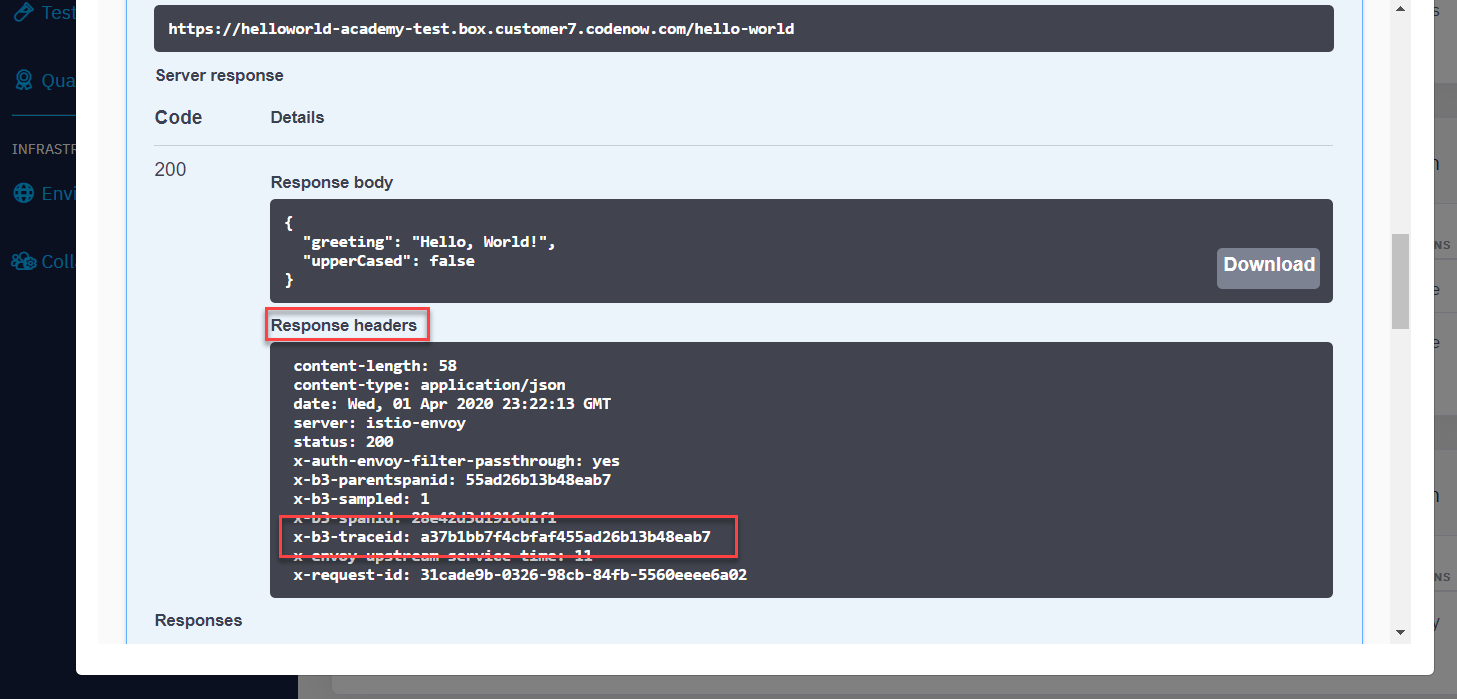 Test
https://helloworld-academy-test.box.customer7.codenow.com/hello-world
Server response
Qua
Code Details
INFRASTR
200
Response body
Envi
{
"greeting": "Hello, World!",
"upperCased": false
}
Download
Coll
Response headers
content-length: 58
content-type: application/json
date: Wed, 01 Apr 2020 23:22:13 GMT
server: istio-envoy
status: 200
x-auth-envoy-filter-passthrough: yes
x-b3-parentspanid: 55ad26b13b48eab7
x-b3-sampled: 1
x-b3-spanid: 28e42d3d1916d1f1
x-b3-traceid: a37b1bb7f4cbfaf455ad26b13b48eab7
x-envoy-upstream-service-time: 11
x-request-id: 31cade9b-0326-98cb-84fb-5560eeee6a02
Responses
NS
NS